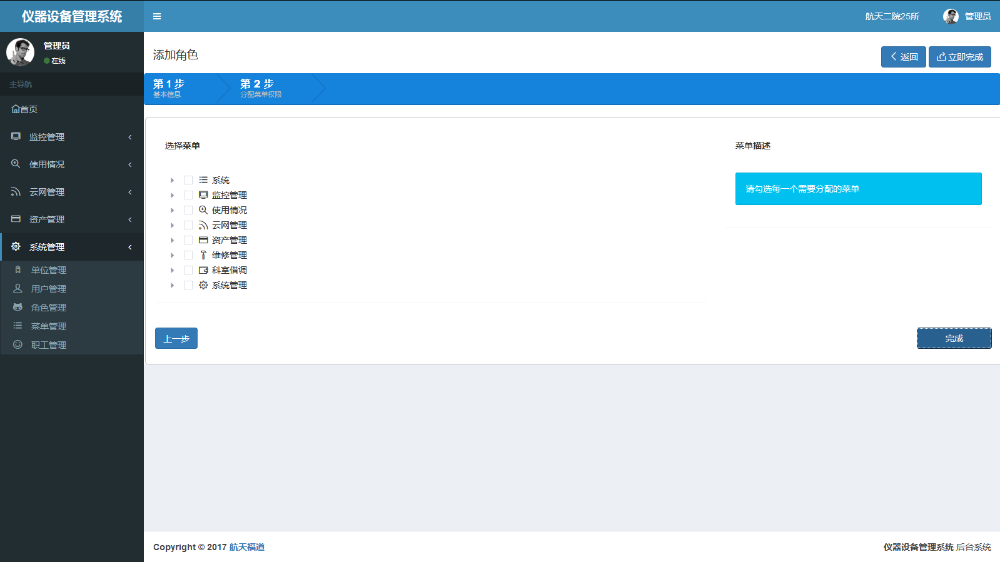 仪器设备管理系统
航天二院25所
管理员
管理员
在线
主导航
首页
监控管理
使用情况
云网管理
资产管理
系统管理
单位管理
用户管理
角色管理
菜单管理
职工管理
添加角色
返回
立即完成
第 1 步
基本信息
第 2 步
分配菜单权限
选择菜单
系统
监控管理
使用情况
云网管理
资产管理
维修管理
科室借调
系统管理
菜单描述
请勾选每一个需要分配的菜单
上一步
完成
Copyright © 2017 航天福道
仪器设备管理系统 后台系统